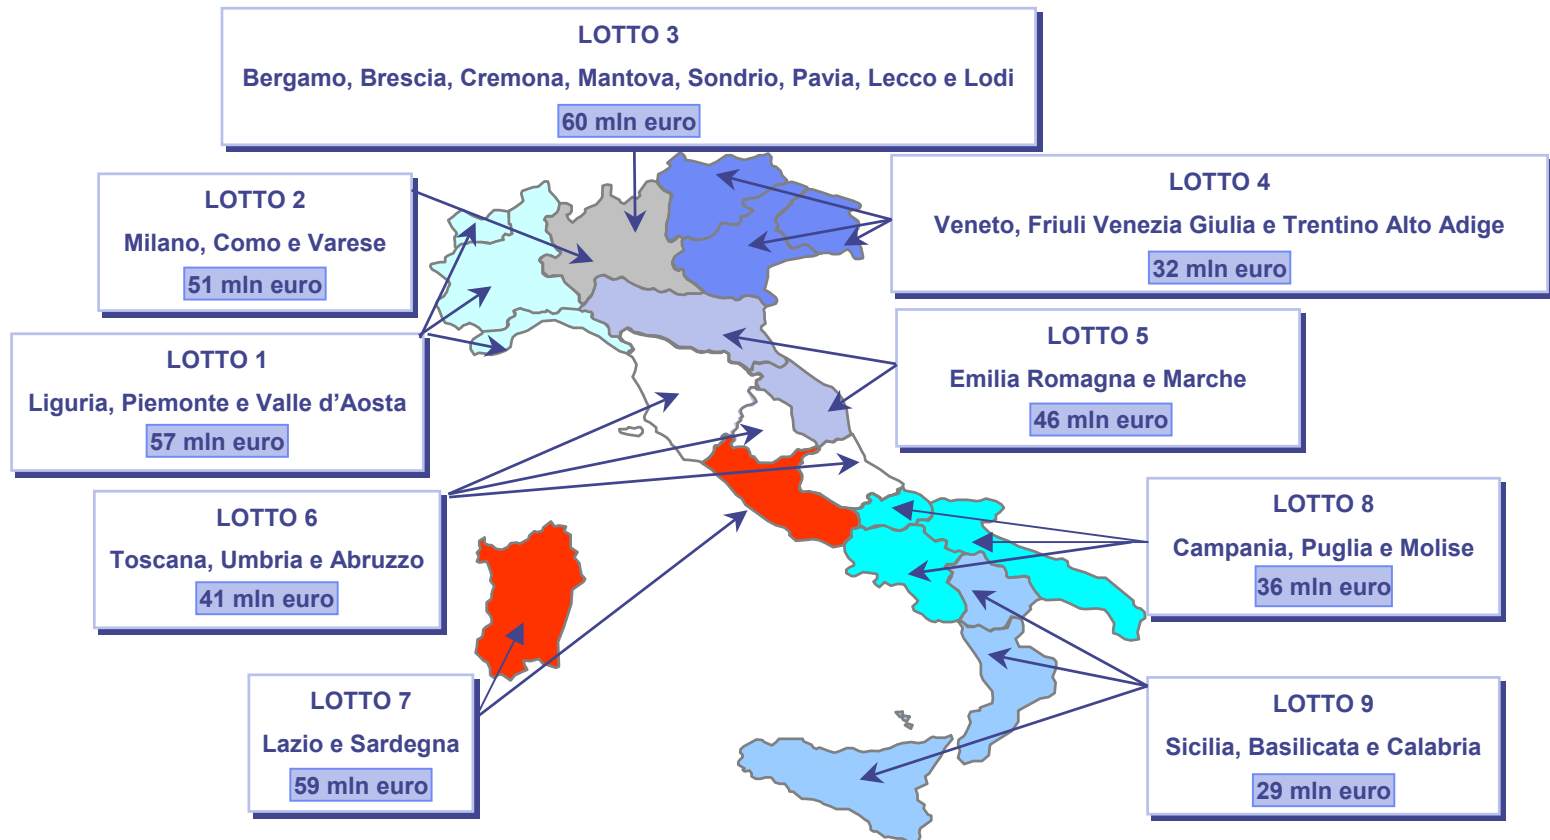 LOTTO 3
Bergamo, Brescia, Cremona, Mantova, Sondrio, Pavia, Lecco e Lodi
60 mln euro
LOTTO 2
Milano, Como e Varese
51 mln euro
LOTTO 4
Veneto, Friuli Venezia Giulia e Trentino Alto Adige
32 mln euro
LOTTO 1
Liguria, Piemonte e Valle d’Aosta
57 mln euro
LOTTO 5
Emilia Romagna e Marche
46 mln euro
LOTTO 6
Toscana, Umbria e Abruzzo
41 mln euro
LOTTO 8
Campania, Puglia e Molise
36 mln euro
LOTTO 7
Lazio e Sardegna
59 mln euro
LOTTO 9
Sicilia, Basilicata e Calabria
29 mln euro